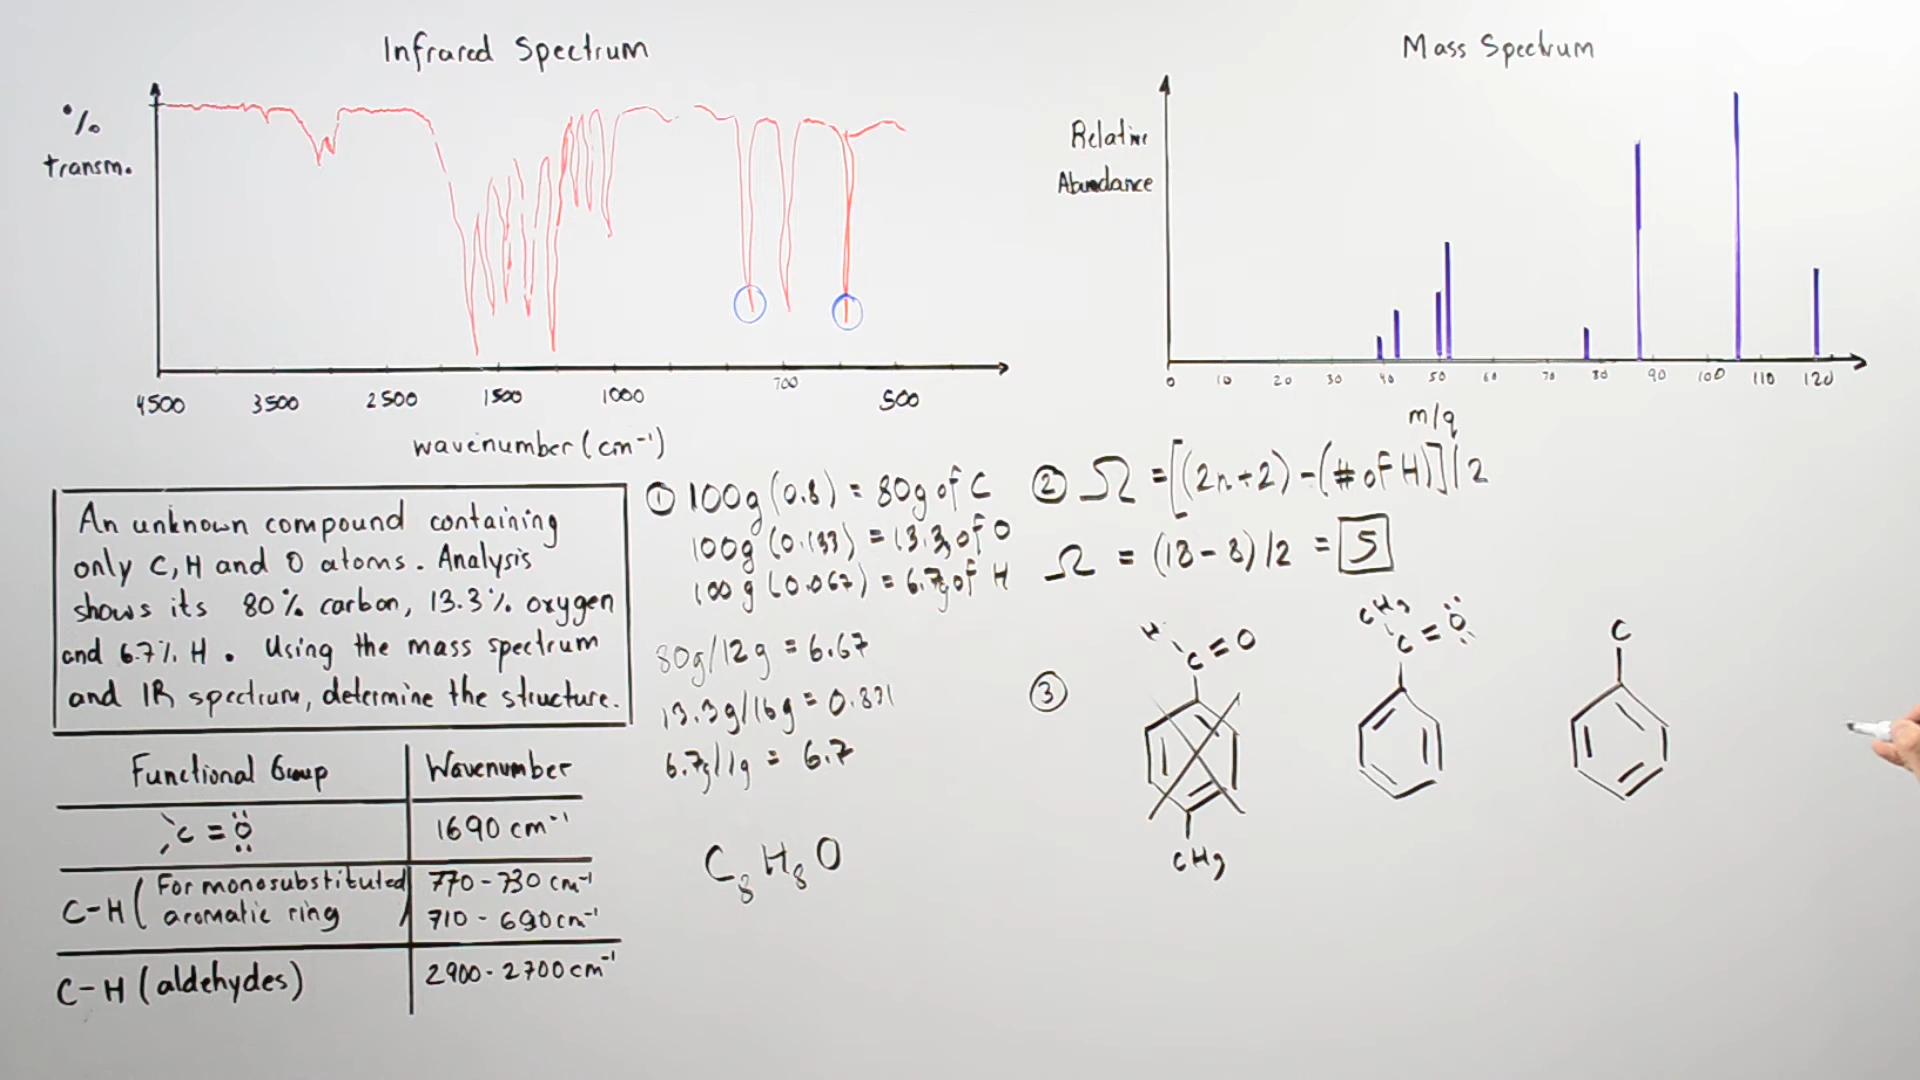 Infrared Spectrum
% transm.
4500 3500 2500 1500 1000 700 500
wavenumber (cm⁻¹)
Mass Spectrum
Relative
Abundance
0 10 20 30 40 50 60 70 80 90 100 110 120
m/q
An unknown compound containing
only C, H and O atoms. Analysis
shows its 80% carbon, 13.3% oxygen
and 6.7% H. Using the mass spectrum
and IR spectrum, determine the structure.
Functional Group Wavenumber
C=Ö 1690 cm⁻¹
C-H (For monosubstituted aromatic ring) 770-730 cm⁻¹
710-690 cm⁻¹
C-H (aldehydes) 2900-2700 cm⁻¹
① 100g (0.8) = 80g of C
100g (0.133) = 13.3g of O
100g (0.067) = 6.7g of H
80g/12g = 6.67
13.3g/16g = 0.831
6.7g/1g = 6.7
C₈H₈O
② Ω = [(2n+2) - (# of H)]/2
Ω = (18-8)/2 = 5
③
H C=O
CH₃
CH₃ C=Ö
C